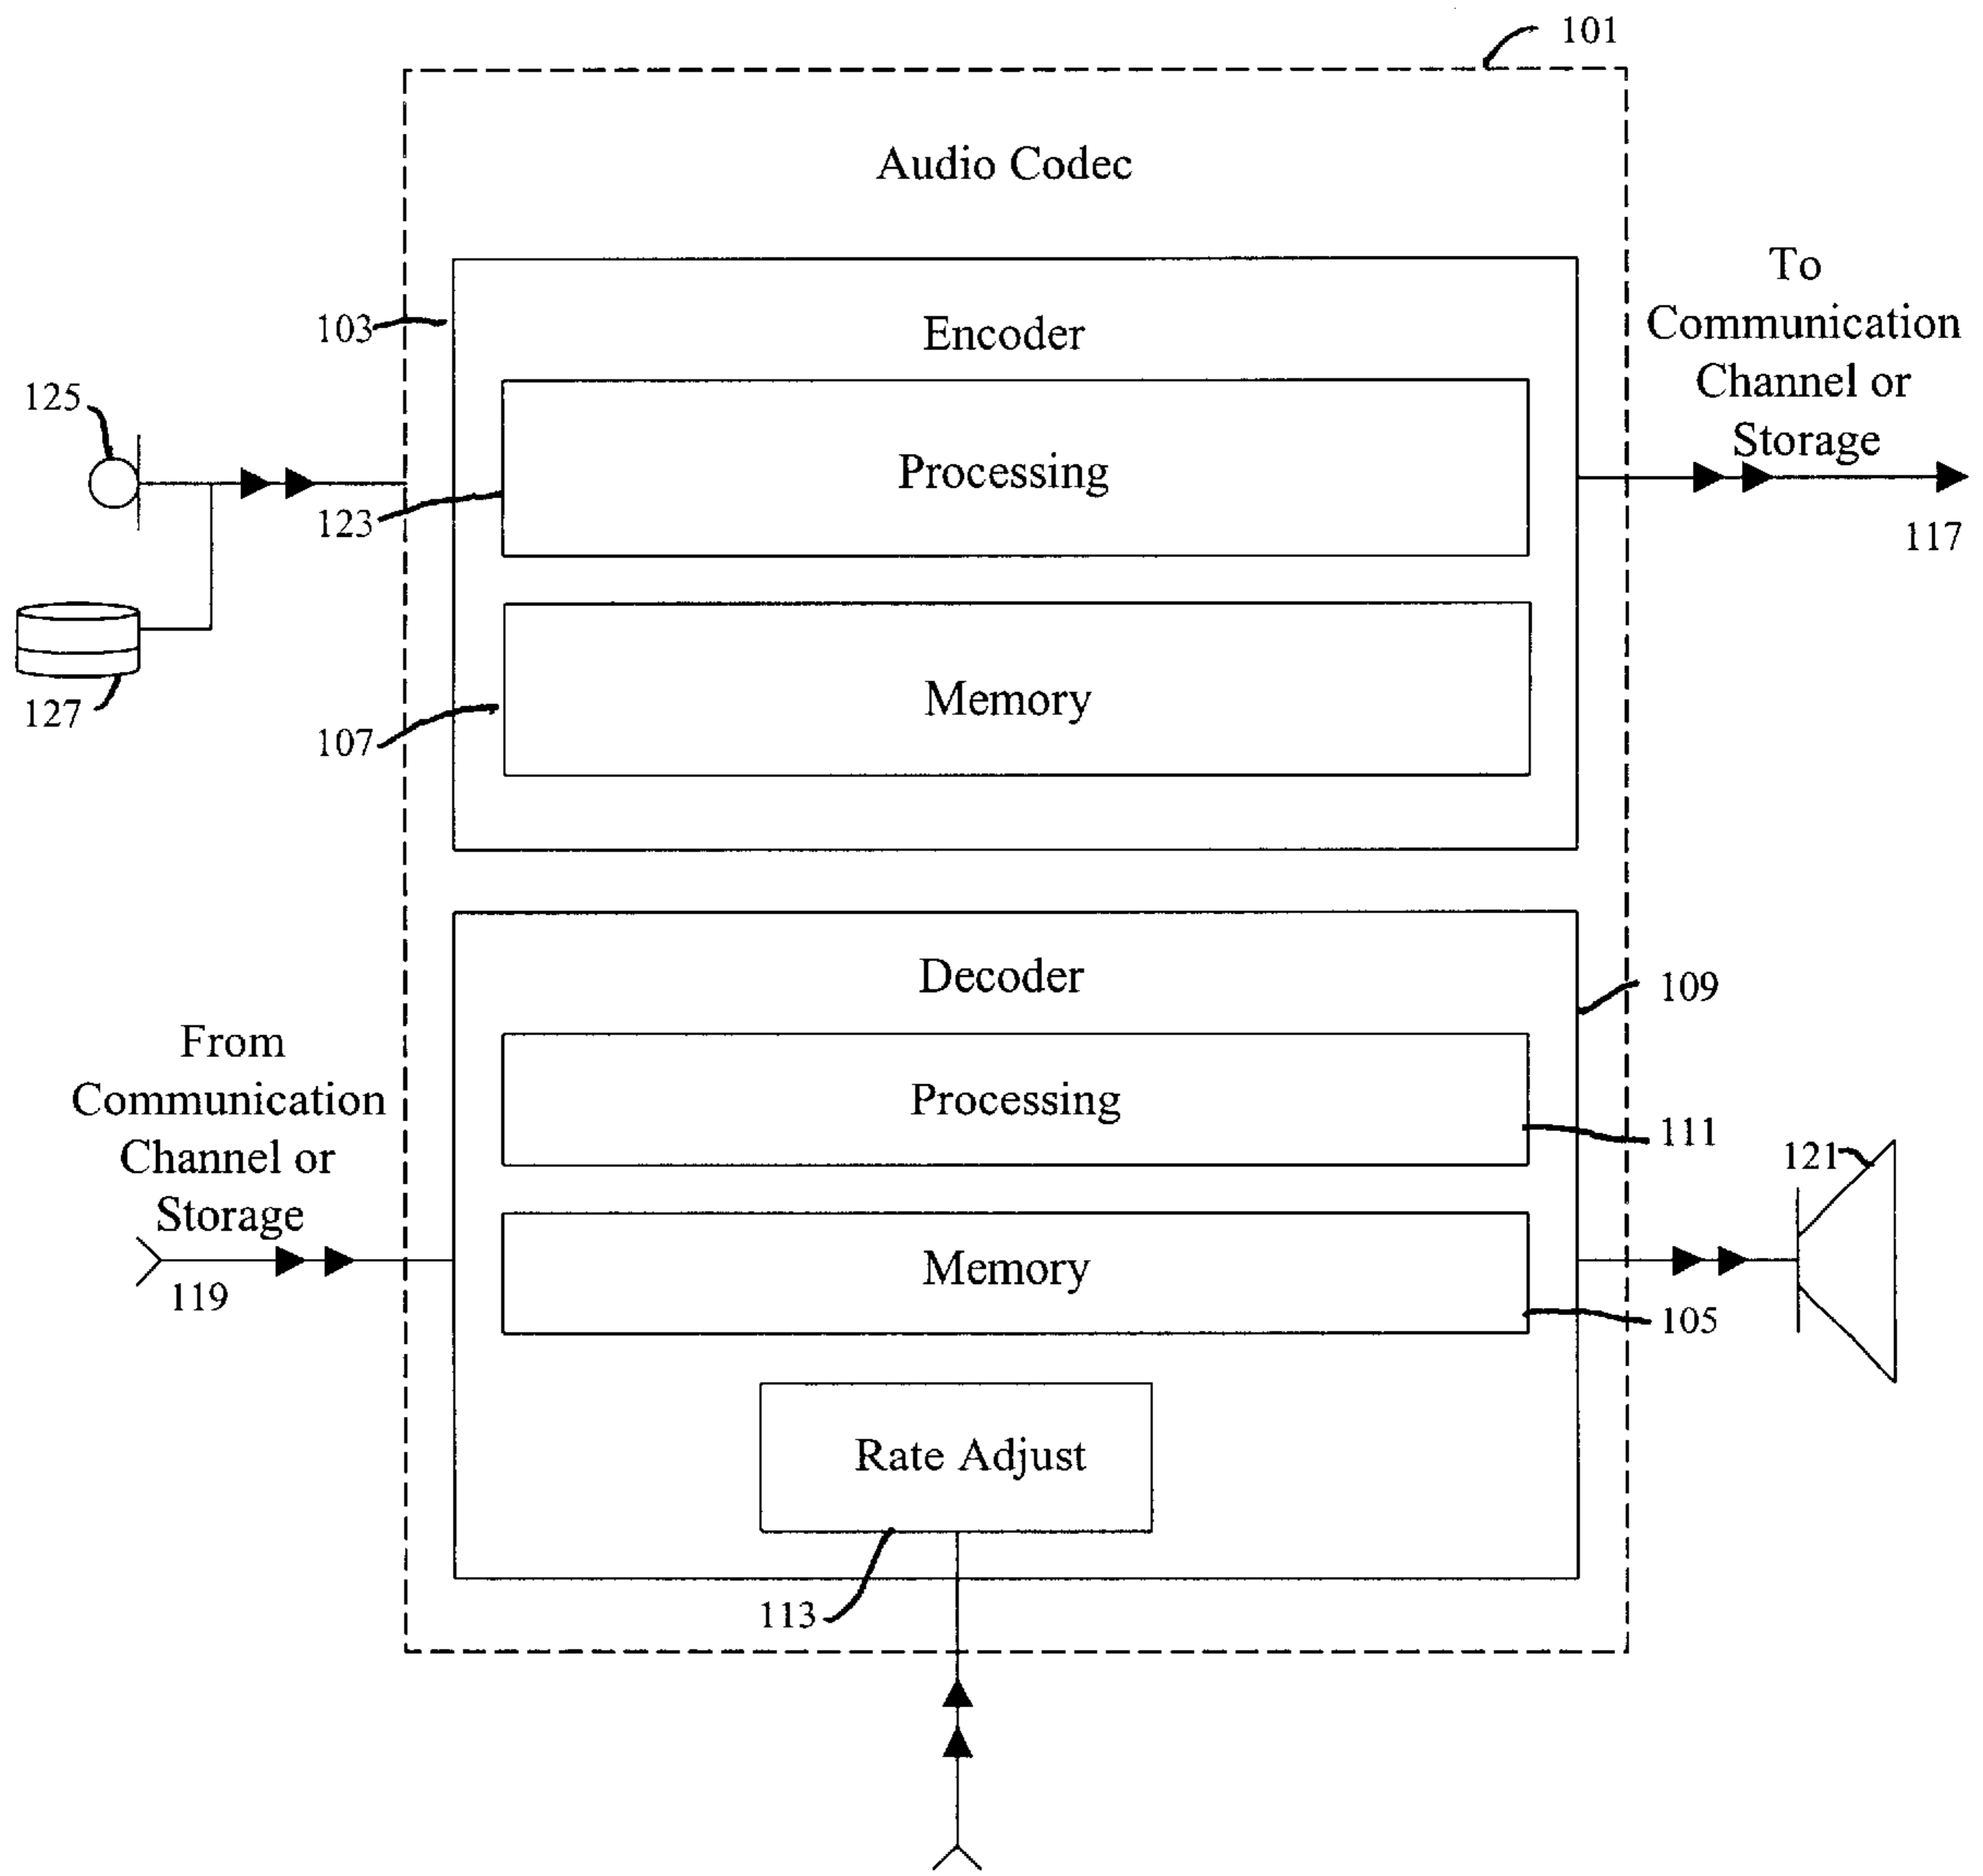 101
Audio Codec
To
Communication
Channel or
Storage
103
Encoder
125
Processing
123
117
Memory
127
107
Decoder
109
From
Communication
Channel or
Storage
Processing
111
121
Memory
119
105
Rate Adjust
113